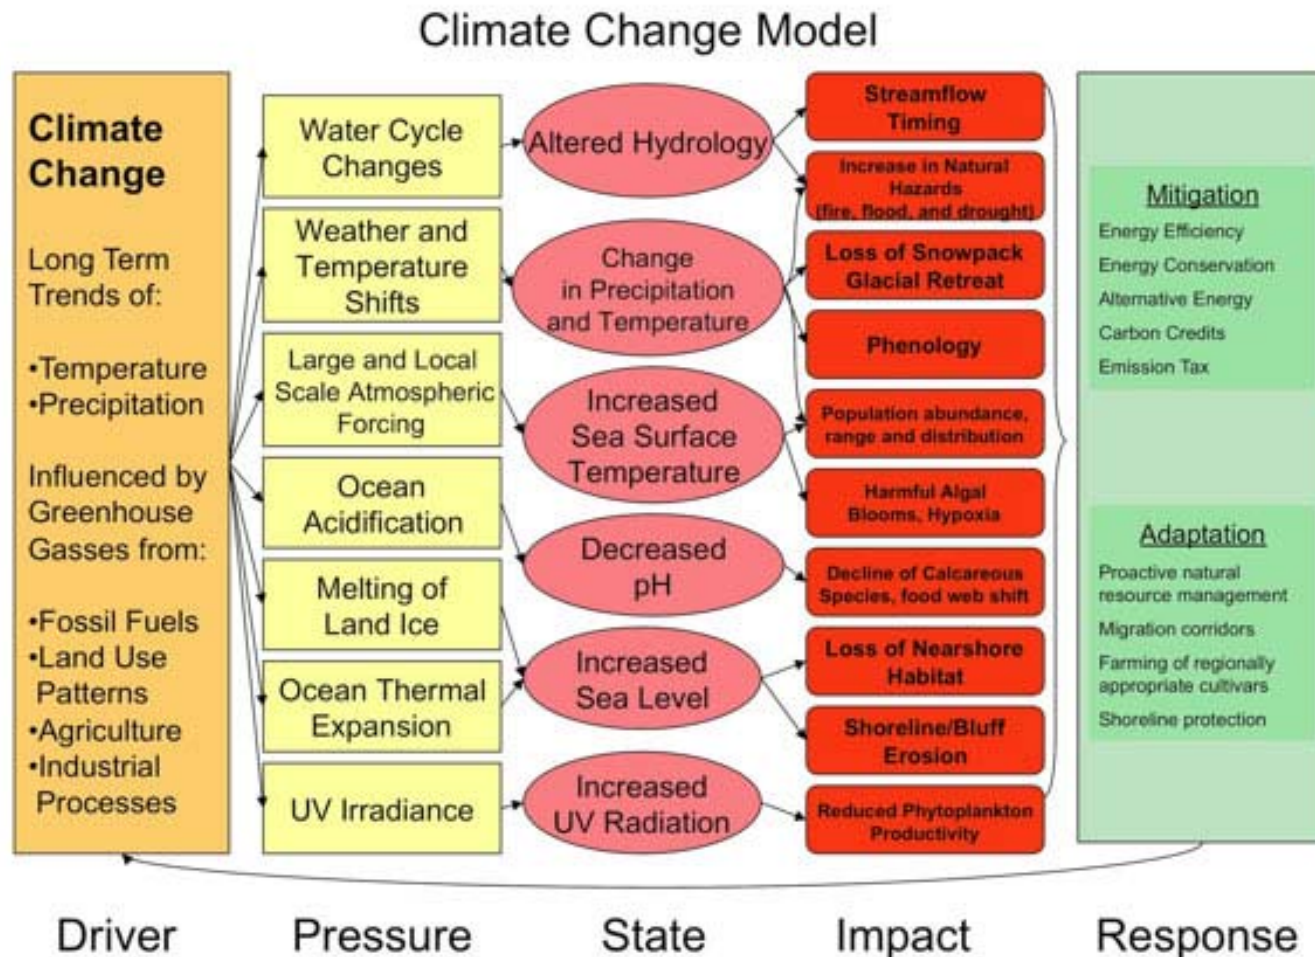 Climate Change Model
Climate
Change
Long Term
Trends of:
•Temperature
•Precipitation
Influenced by
Greenhouse
Gasses from:
•Fossil Fuels
•Land Use
Patterns
•Agriculture
•Industrial
Processes
Water Cycle
Changes
Weather and
Temperature
Shifts
Large and Local
Scale Atmospheric
Forcing
Ocean
Acidification
Melting of
Land Ice
Ocean Thermal
Expansion
UV Irradiance
Altered Hydrology
Change
in Precipitation
and Temperature
Increased
Sea Surface
Temperature
Decreased
pH
Increased
Sea Level
Increased
UV Radiation
Streamflow
Timing
Increase in Natural
Hazards
(fire, flood, and drought)
Loss of Snowpack
Glacial Retreat
Phenology
Population abundance,
range and distribution
Harmful Algal
Blooms, Hypoxia
Decline of Calcareous
Species, food web shift
Loss of Nearshore
Habitat
Shoreline/Bluff
Erosion
Reduced Phytoplankton
Productivity
Mitigation
Energy Efficiency
Energy Conservation
Alternative Energy
Carbon Credits
Emission Tax
Adaptation
Proactive natural
resource management
Migration corridors
Farming of regionally
appropriate cultivars
Shoreline protection
Driver
Pressure
State
Impact
Response